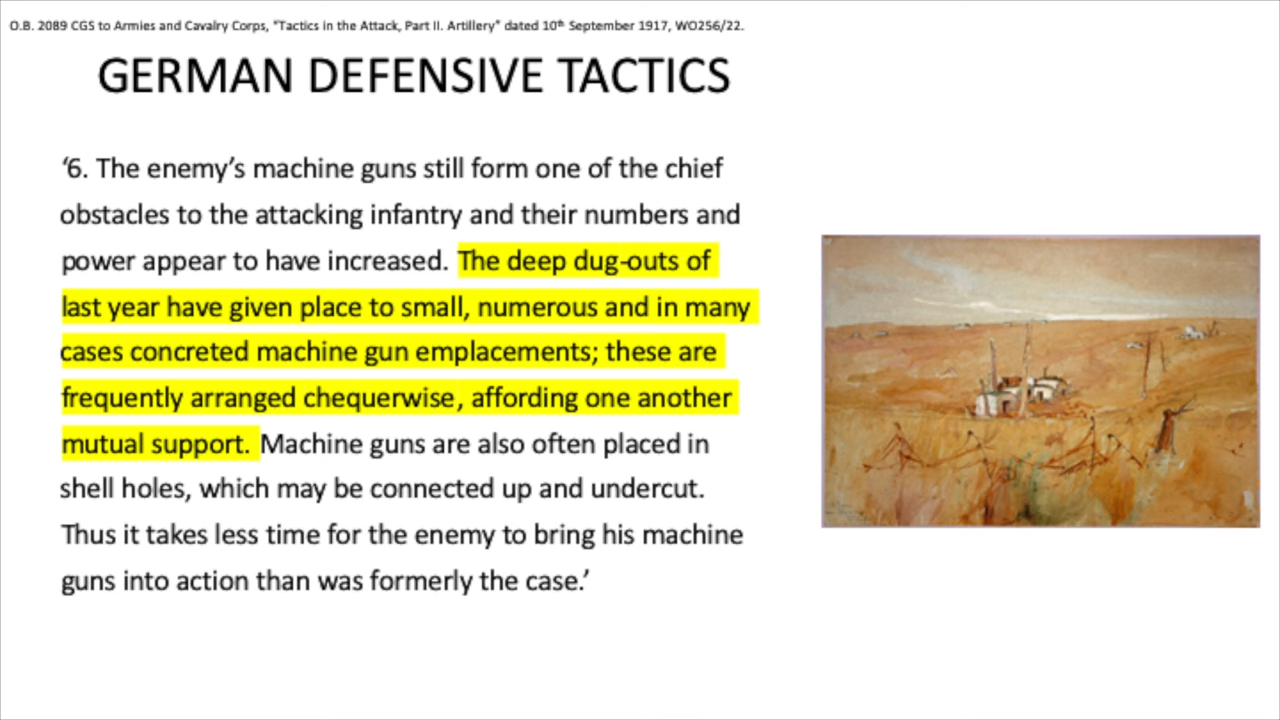 O.B. 2089 CGS to Armies and Cavalry Corps, "Tactics in the Attack, Part II. Artillery" dated 10th September 1917, WO256/22.
GERMAN DEFENSIVE TACTICS
‘6. The enemy’s machine guns still form one of the chief
obstacles to the attacking infantry and their numbers and
power appear to have increased. The deep dug-outs of
last year have given place to small, numerous and in many
cases concreted machine gun emplacements; these are
frequently arranged chequerwise, affording one another
mutual support. Machine guns are also often placed in
shell holes, which may be connected up and undercut.
Thus it takes less time for the enemy to bring his machine
guns into action than was formerly the case.’